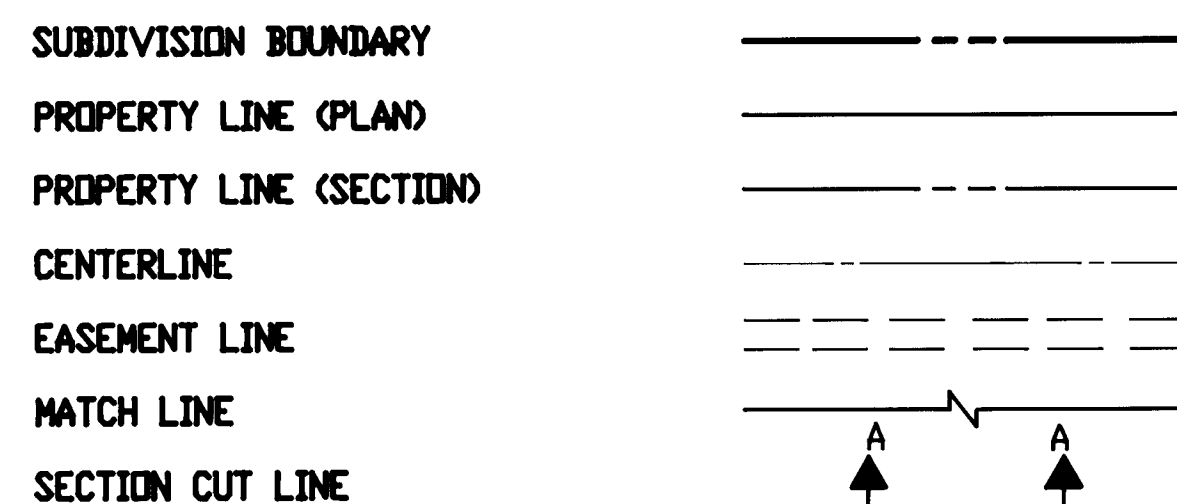 SUBDIVISION BOUNDARY
PROPERTY LINE (PLAN)
PROPERTY LINE (SECTION)
CENTERLINE
EASEMENT LINE
MATCH LINE
A A
SECTION CUT LINE